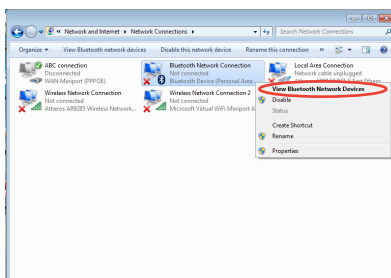 « Network and Internet ▸ Network Connections ▸
Search Network Connections
Organize ▾ View Bluetooth network devices Disable this network device Rename this connection »
ABC connection
Disconnected
WAN Miniport (PPPOE)
Bluetooth Network Connection
Not connected
Bluetooth Device (Personal Area ...
Local Area Connection
Network cable unplugged
Wireless Network Connection
Not connected
Atheros AR9285 Wireless Network...
Wireless Network Connection 2
Not connected
Microsoft Virtual WiFi Miniport A
View Bluetooth Network Devices
Disable
Status
Create Shortcut
Rename
Properties